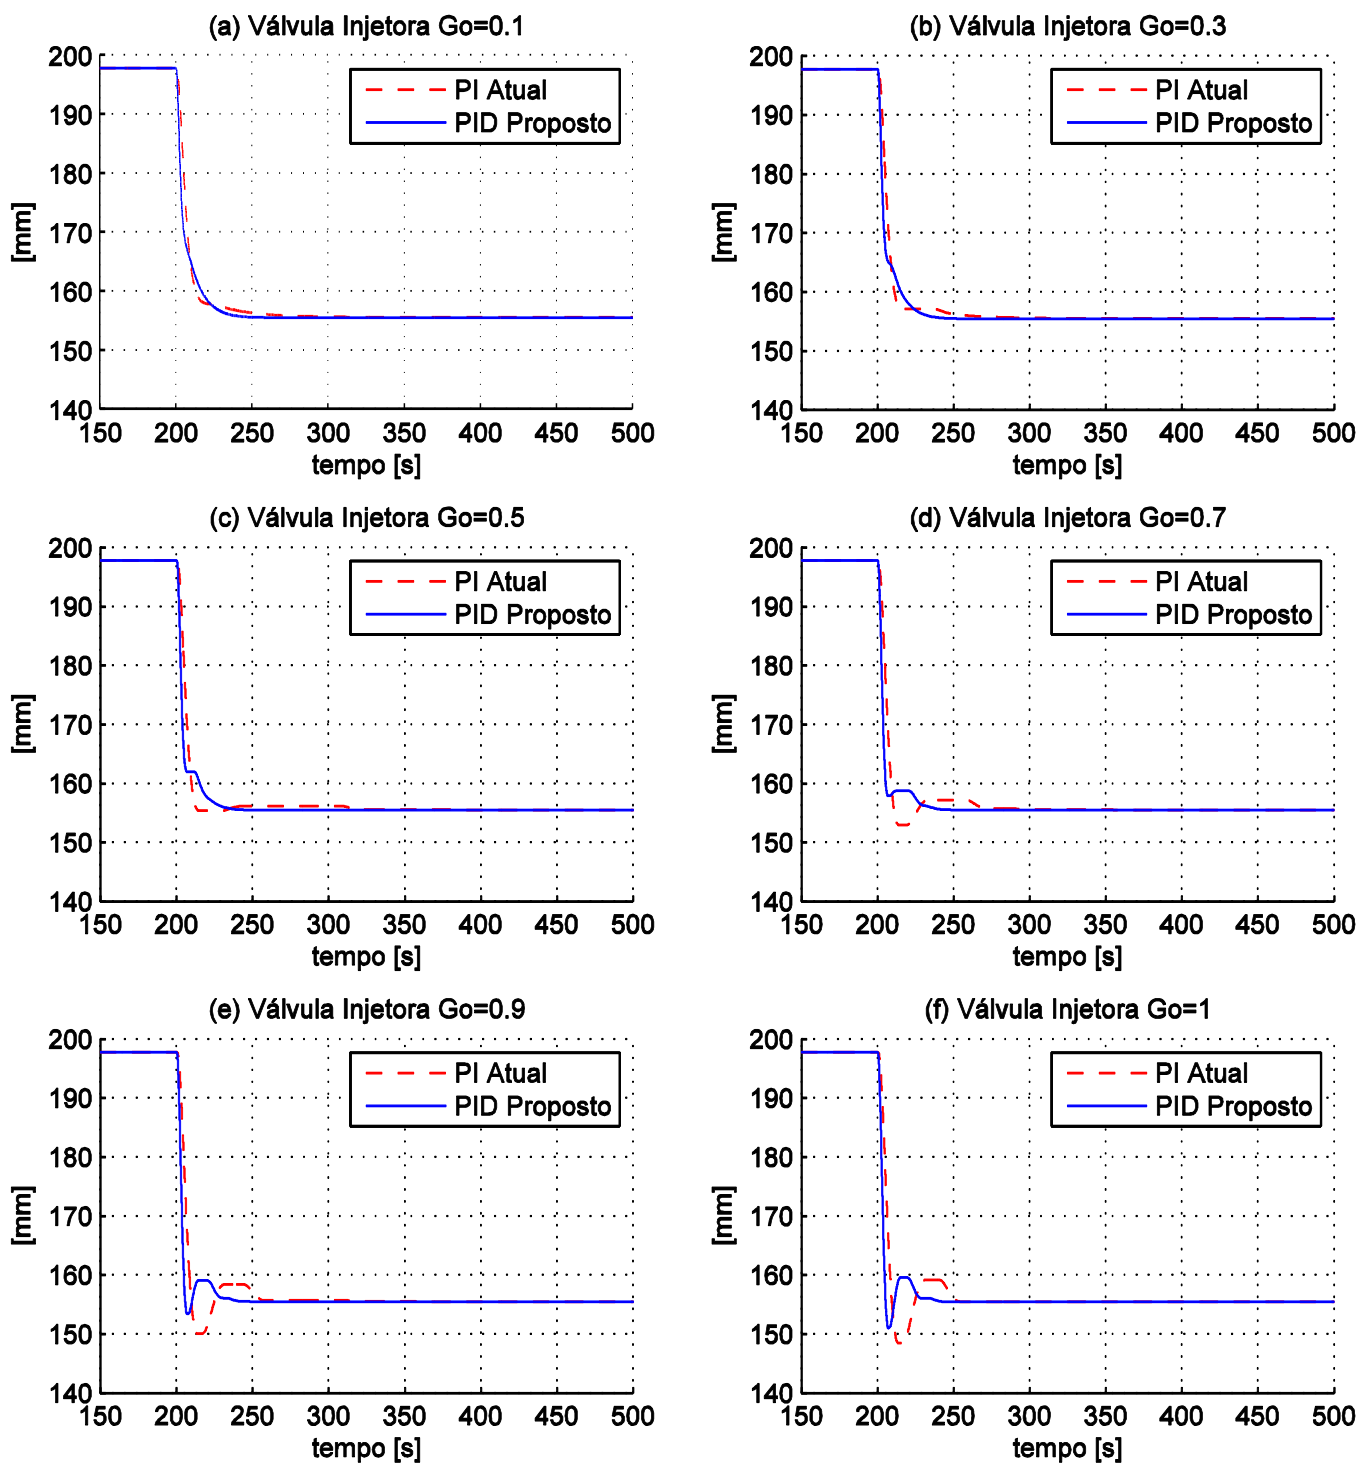 (a) Válvula Injetora Go=0.1
200
190
180
170
160
150
140
[mm]
PI Atual
PID Proposto
150 200 250 300 350 400 450 500
tempo [s]
(b) Válvula Injetora Go=0.3
200
190
180
170
160
150
140
[mm]
PI Atual
PID Proposto
150 200 250 300 350 400 450 500
tempo [s]
(c) Válvula Injetora Go=0.5
200
190
180
170
160
150
140
[mm]
PI Atual
PID Proposto
150 200 250 300 350 400 450 500
tempo [s]
(d) Válvula Injetora Go=0.7
200
190
180
170
160
150
140
[mm]
PI Atual
PID Proposto
150 200 250 300 350 400 450 500
tempo [s]
(e) Válvula Injetora Go=0.9
200
190
180
170
160
150
140
[mm]
PI Atual
PID Proposto
150 200 250 300 350 400 450 500
tempo [s]
(f) Válvula Injetora Go=1
200
190
180
170
160
150
140
[mm]
PI Atual
PID Proposto
150 200 250 300 350 400 450 500
tempo [s]